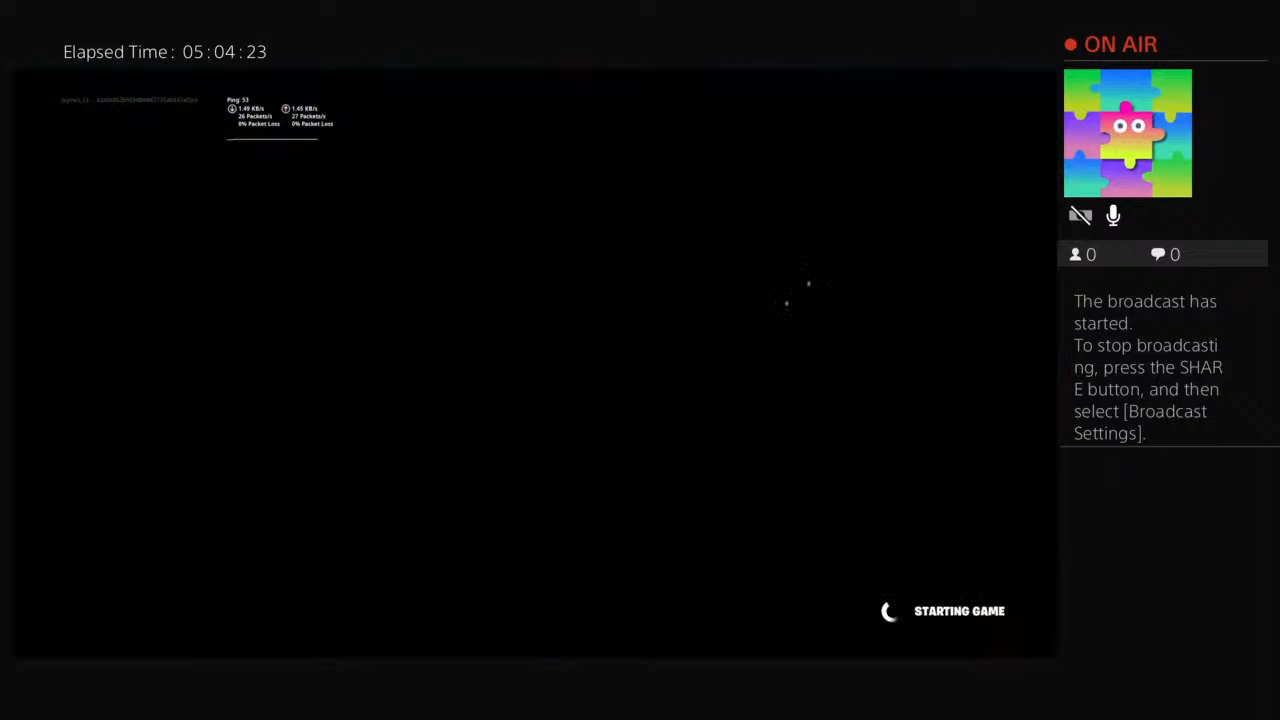 Elapsed Time: 05:04:23
ON AIR
Ping: 53
1.49 KB/s 1.45 KB/s
26 Packets/s 27 Packets/s
0% Packet Loss 0% Packet Loss
0 0
The broadcast has
started.
To stop broadcasti
ng, press the SHAR
E button, and then
select [Broadcast
Settings].
STARTING GAME